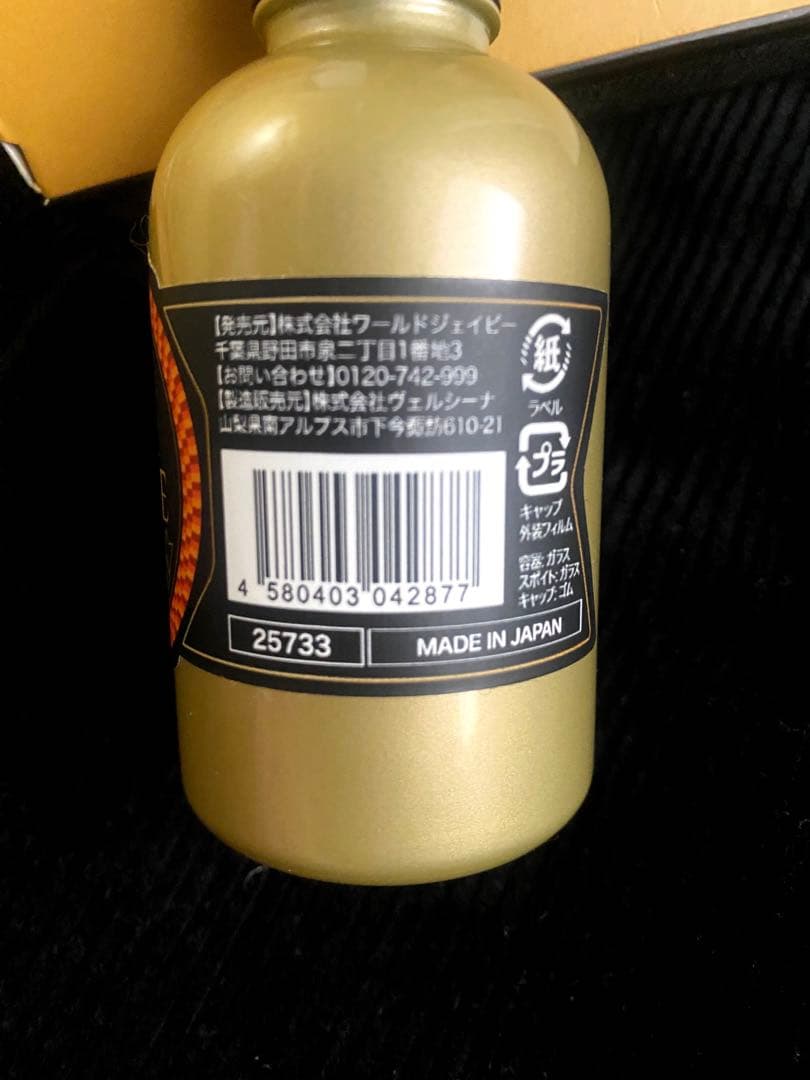 【発売元】株式会社ワールドジェイビー
千葉県野田市泉二丁目1番地3
【お問い合わせ】0120-742-999
【製造販売元】株式会社ヴェルシーナ
山梨県南アルプス市下今諏訪610-21
紙
ラベル
プラ
キャップ
外装フィルム
容器:ガラス
スポイト:ガラス
キャップ:ゴム
4 580403 042877
25733
MADE IN JAPAN